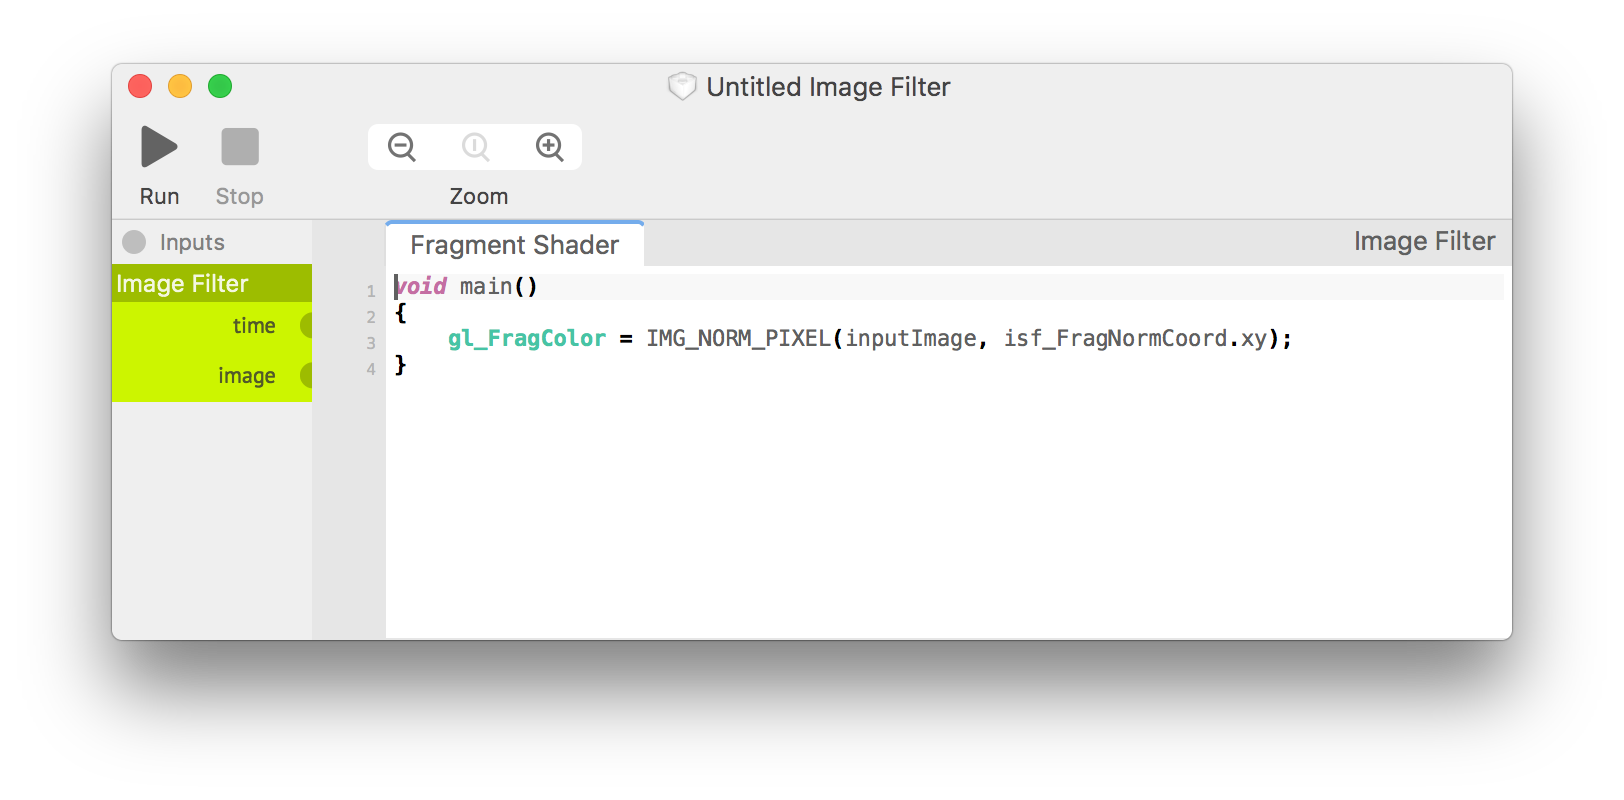 Untitled Image Filter
Run
Stop
Zoom
Inputs
Image Filter
time
image
Fragment Shader
Image Filter
1 void main()
2 {
3     gl_FragColor = IMG_NORM_PIXEL(inputImage, isf_FragNormCoord.xy);
4 }